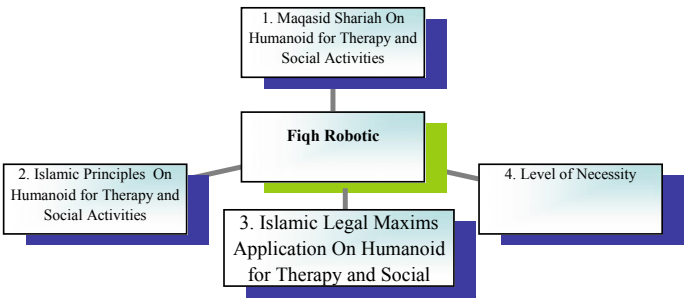 1. Maqasid Shariah On
Humanoid for Therapy and
Social Activities
Fiqh Robotic
2. Islamic Principles On
Humanoid for Therapy and
Social Activities
4. Level of Necessity
3. Islamic Legal Maxims
Application On Humanoid
for Therapy and Social